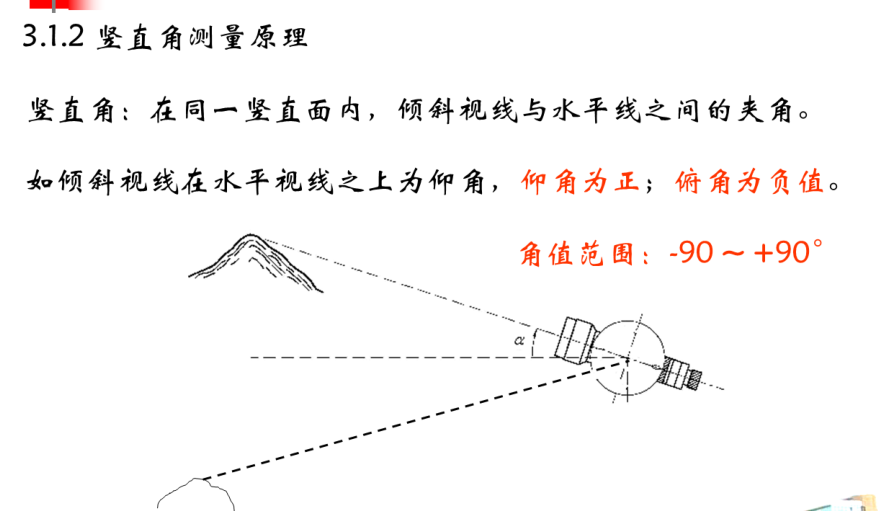 3.1.2 竖直角测量原理
竖直角：在同一竖直面内，倾斜视线与水平线之间的夹角。
如倾斜视线在水平视线之上为仰角，仰角为正；俯角为负值。
角值范围：-90～+90°
α